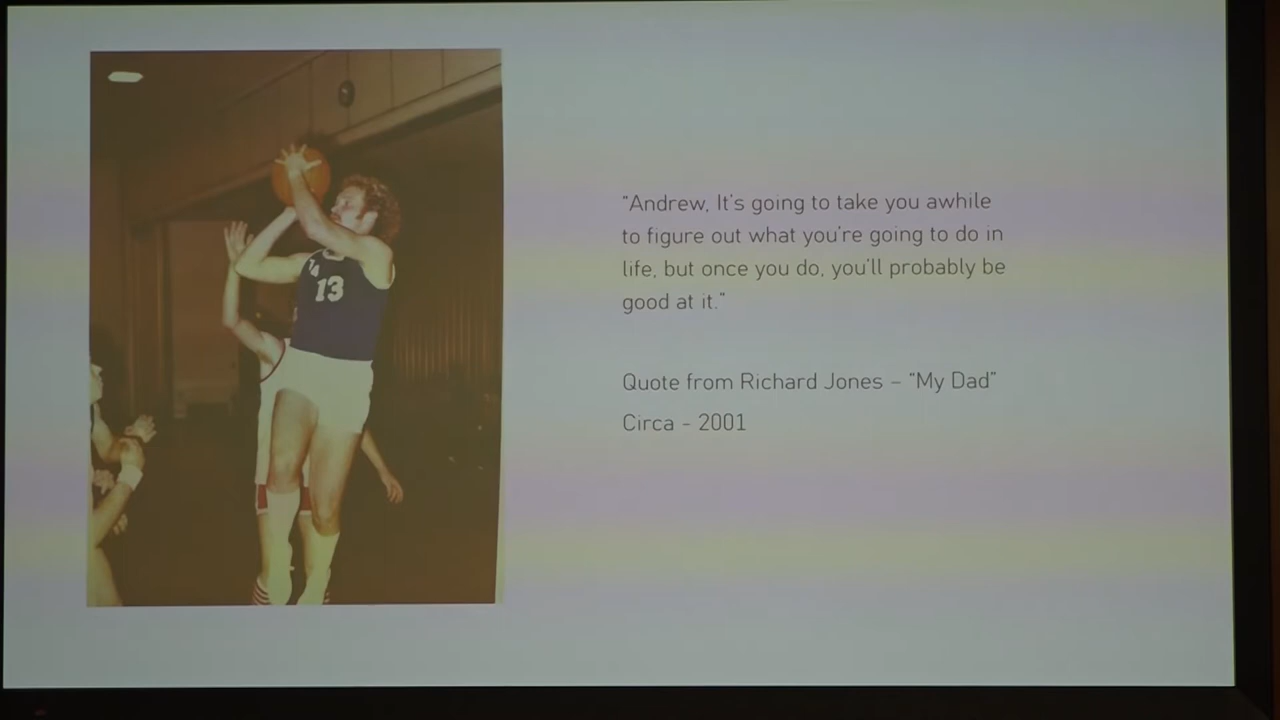 13
"Andrew, It's going to take you awhile
to figure out what you're going to do in
life, but once you do, you'll probably be
good at it."
Quote from Richard Jones – "My Dad"
Circa – 2001